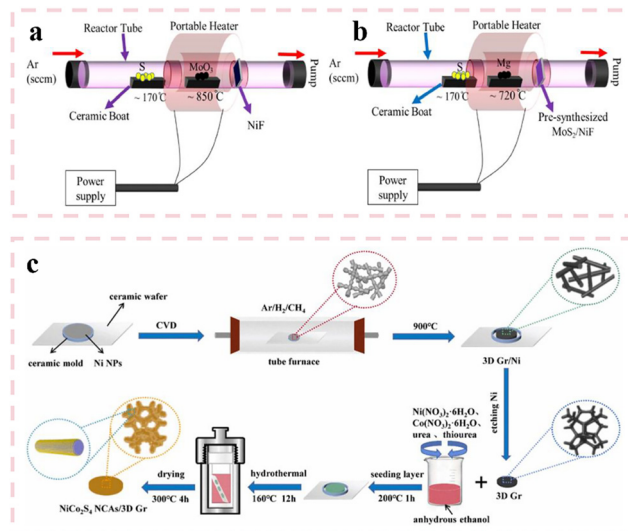 a
Reactor Tube
Portable Heater
Ar
(sccm)
S
MoO₃
Pump
~ 170°C
~ 850°C
Ceramic Boat
NiF
Power
supply
b
Reactor Tube
Portable Heater
Ar
(sccm)
S
Mg
Pump
~ 170°C
~ 720°C
Ceramic Boat
Pre-synthesized
MoS₂/NiF
Power
supply
c
ceramic wafer
ceramic mold
Ni NPs
CVD
Ar/H2/CH₄
tube furnace
900℃
3D Gr/Ni
etching Ni
3D Gr
+
Ni(NO₃)₂·6H₂O、
Co(NO₃)₂·6H₂O、
urea 、thiourea
anhydrous ethanol
seeding layer
200℃ 1h
hydrothermal
160℃ 12h
drying
300℃ 4h
NiCo₂S₄ NCAs/3D Gr